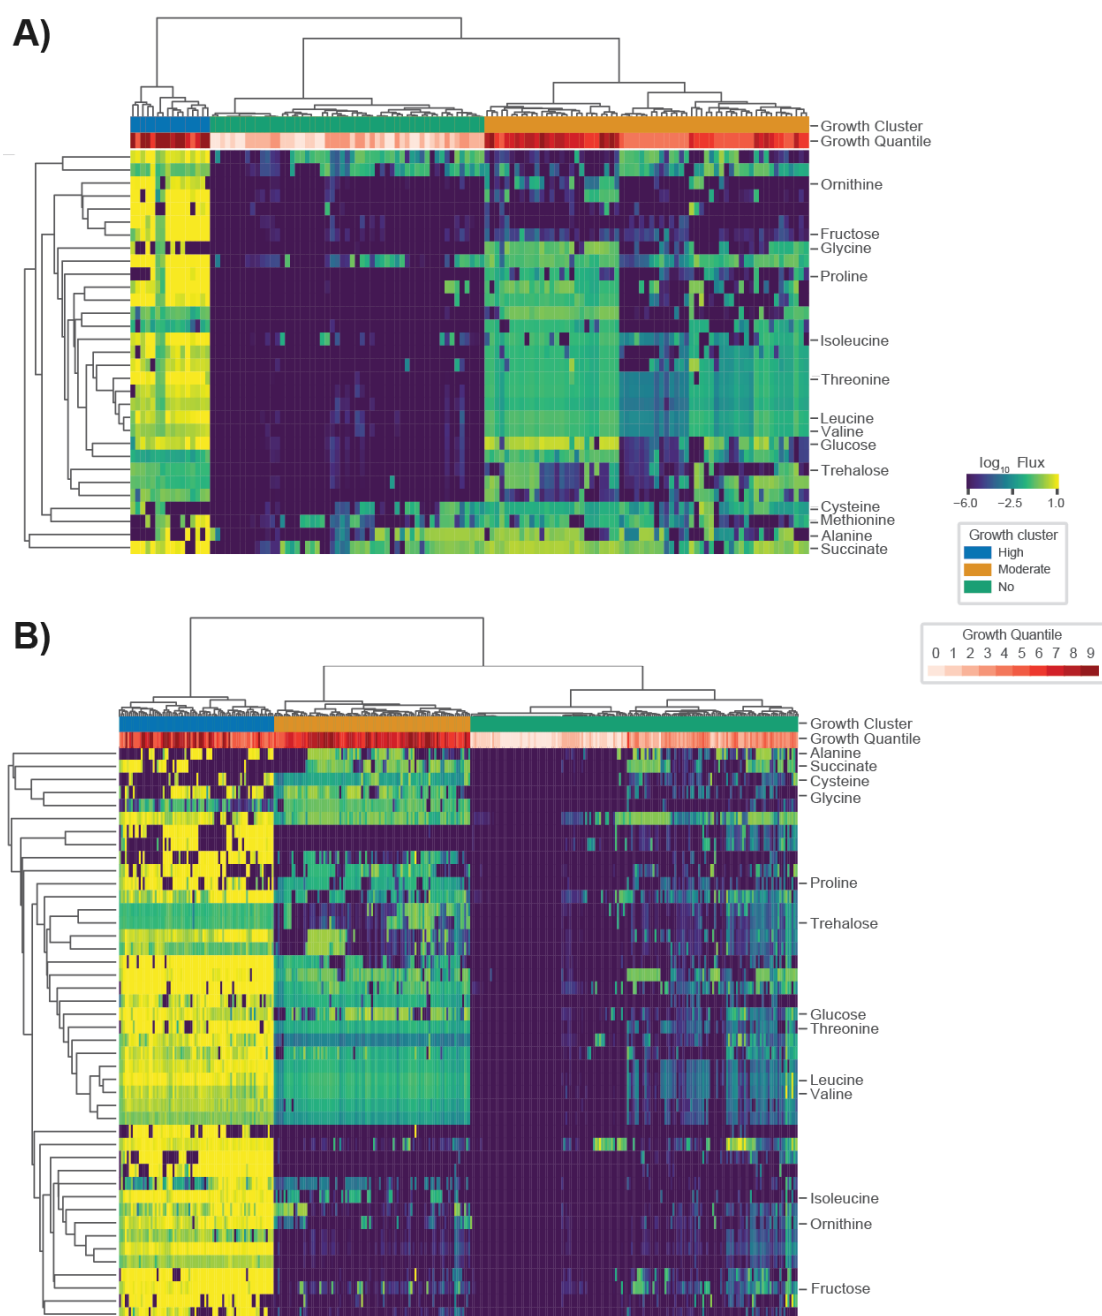 A)
Growth Cluster
Growth Quantile
Ornithine
Fructose
Glycine
Proline
Isoleucine
Threonine
Leucine
Valine
Glucose
Trehalose
Cysteine
Methionine
Alanine
Succinate
log10 Flux
−6.0 −2.5 1.0
Growth cluster
High
Moderate
No
B)
Growth Quantile
0 1 2 3 4 5 6 7 8 9
Growth Cluster
Growth Quantile
Alanine
Succinate
Cysteine
Glycine
Proline
Trehalose
Glucose
Threonine
Leucine
Valine
Isoleucine
Ornithine
Fructose